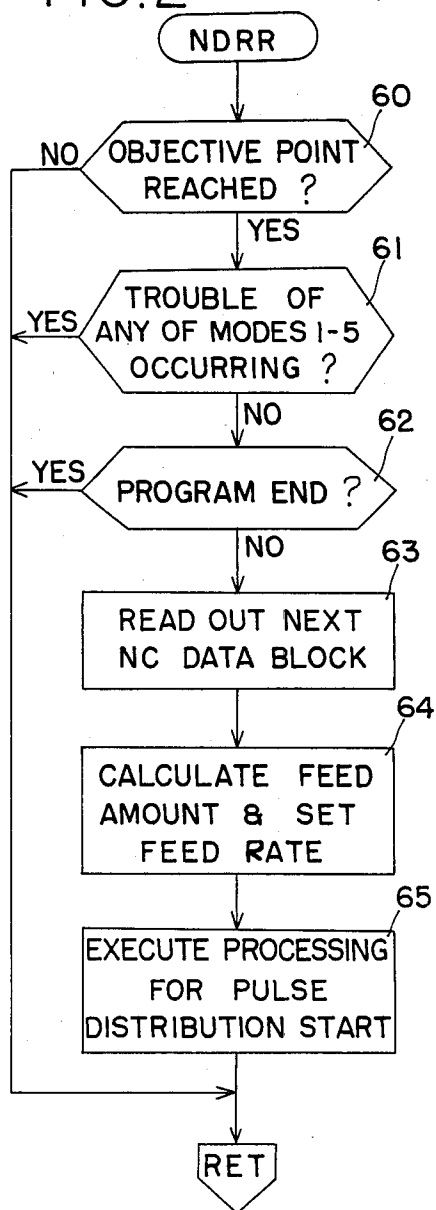 FIG. 2
NDRR
60
NO
OBJECTIVE POINT
REACHED ?
YES
61
YES
TROUBLE OF
ANY OF MODES 1-5
OCCURRING ?
NO
62
YES
PROGRAM END ?
NO
63
READ OUT NEXT
NC DATA BLOCK
64
CALCULATE FEED
AMOUNT & SET
FEED RATE
65
EXECUTE PROCESSING
FOR PULSE
DISTRIBUTION START
RET